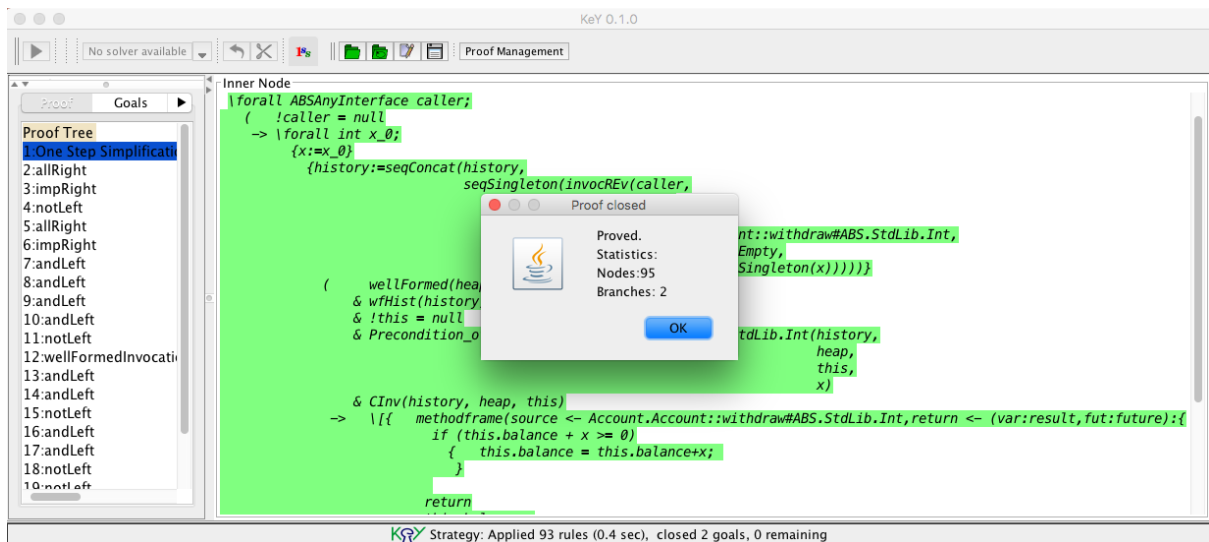 KeY 0.1.0
No solver available
Proof Management
Inner Node
Proof
Goals
Proof Tree
1:One Step Simplificati
2:allRight
3:impRight
4:notLeft
5:allRight
6:impRight
7:andLeft
8:andLeft
9:andLeft
10:andLeft
11:notLeft
12:wellFormedInvocati
13:andLeft
14:andLeft
15:notLeft
16:andLeft
17:andLeft
18:notLeft
19:notLeft
\forall ABSAnyInterface caller;
( !caller = null
-> \forall int x_0;
{x:=x_0}
{history:=seqConcat(history,
seqSingleton(invocREv(caller,
nt::withdraw#ABS.StdLib.Int,
Empty,
Singleton(x)))))}
( wellFormed(hea
& wfHist(history
& !this = null
& Precondition_o tdLib.Int(history,
heap,
this,
x)
& CInv(history, heap, this)
-> \[{ methodframe(source <- Account.Account::withdraw#ABS.StdLib.Int,return <- (var:result,fut:future):{
if (this.balance + x >= 0)
{ this.balance = this.balance+x;
}
return
Proof closed
Proved.
Statistics:
Nodes:95
Branches: 2
OK
KeY Strategy: Applied 93 rules (0.4 sec), closed 2 goals, 0 remaining